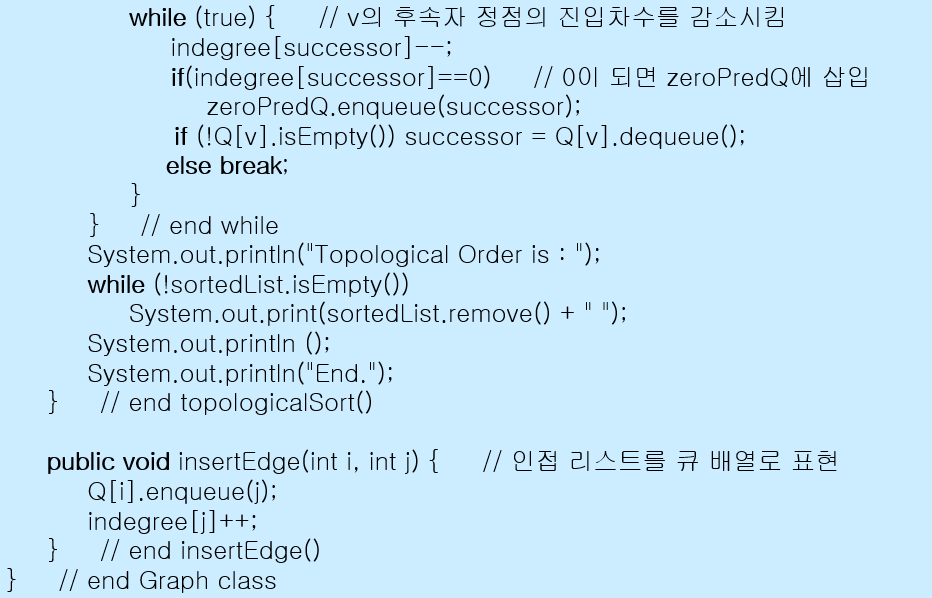 while (true) {    // v의 후속자 정점의 진입차수를 감소시킴
indegree[successor]--;
if(indegree[successor]==0)    // 0이 되면 zeroPredQ에 삽입
zeroPredQ.enqueue(successor);
if (!Q[v].isEmpty()) successor = Q[v].dequeue();
else break;
}
}    // end while
System.out.println("Topological Order is : ");
while (!sortedList.isEmpty())
System.out.print(sortedList.remove() + " ");
System.out.println ();
System.out.println("End.");
}    // end topologicalSort()
public void insertEdge(int i, int j) {    // 인접 리스트를 큐 배열로 표현
Q[i].enqueue(j);
indegree[j]++;
}    // end insertEdge()
}    // end Graph class